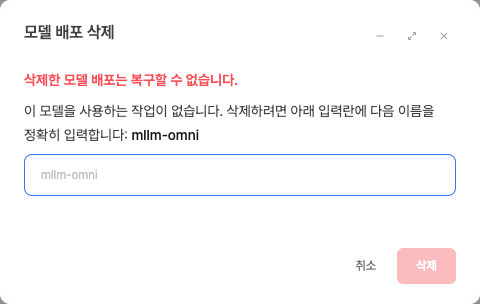 모델 배포 삭제
삭제한 모델 배포는 복구할 수 없습니다.
이 모델을 사용하는 작업이 없습니다. 삭제하려면 아래 입력란에 다음 이름을
정확히 입력합니다: mllm-omni
mllm-omni
취소
삭제